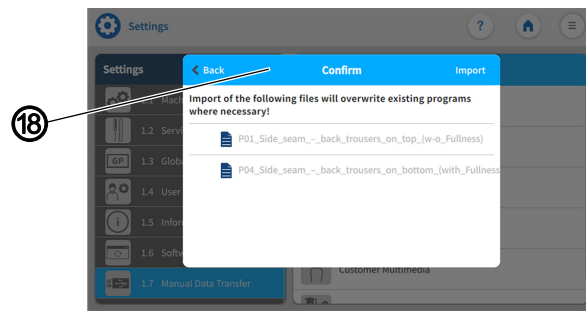 Settings
?
Settings
Back
Confirm
Import
Import of the following files will overwrite existing programs
where necessary!
P01_Side_seam_-_back_trousers_on_top_(w-o_Fullness)
P04_Side_seam_-_back_trousers_on_bottom_(with_Fullness
18
1.1 Mach
1.2 Servi
GP
1.3 Globa
1.4 User
1.5 Infor
1.6 Softw
1.7 Manual Data Transfer
Customer Multimedia